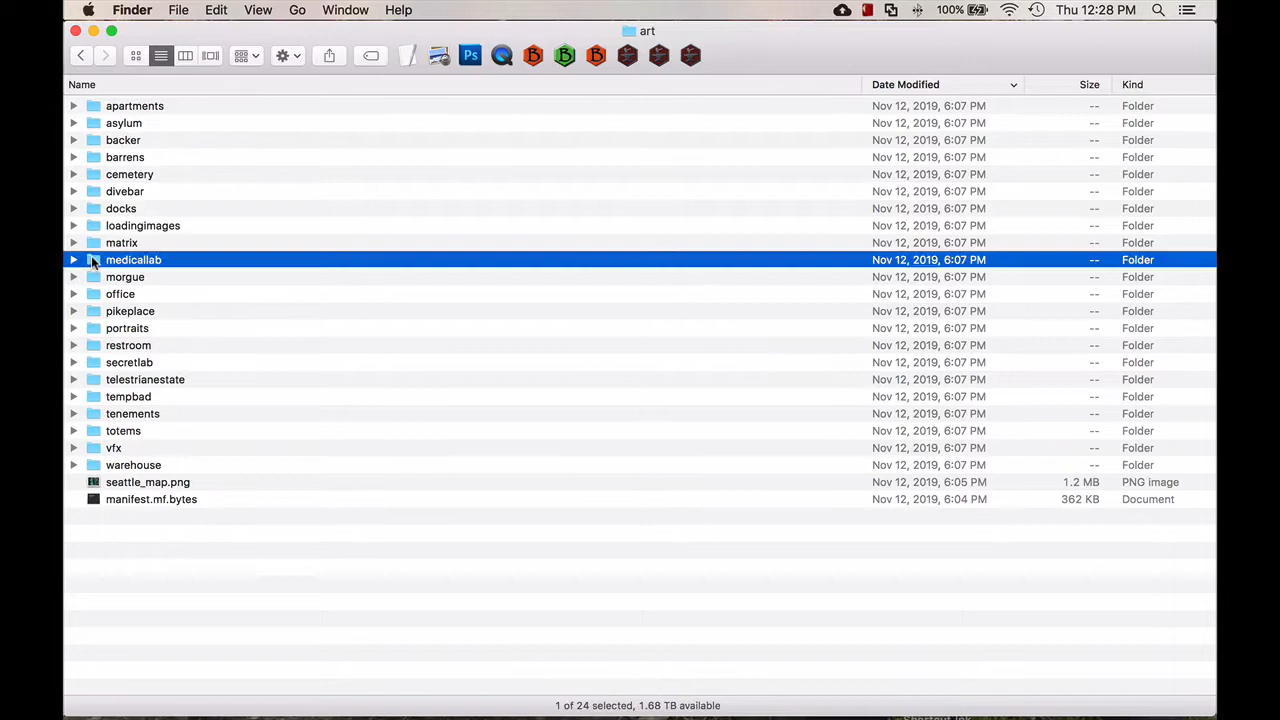 Finder File Edit View Go Window Help 100% Thu 12:28 PM
art
Ps B B B
Name Date Modified Size Kind
apartments Nov 12, 2019, 6:07 PM -- Folder
asylum Nov 12, 2019, 6:07 PM -- Folder
backer Nov 12, 2019, 6:07 PM -- Folder
barrens Nov 12, 2019, 6:07 PM -- Folder
cemetery Nov 12, 2019, 6:07 PM -- Folder
divebar Nov 12, 2019, 6:07 PM -- Folder
docks Nov 12, 2019, 6:07 PM -- Folder
loadingimages Nov 12, 2019, 6:07 PM -- Folder
matrix Nov 12, 2019, 6:07 PM -- Folder
medicallab Nov 12, 2019, 6:07 PM -- Folder
morgue Nov 12, 2019, 6:07 PM -- Folder
office Nov 12, 2019, 6:07 PM -- Folder
pikeplace Nov 12, 2019, 6:07 PM -- Folder
portraits Nov 12, 2019, 6:07 PM -- Folder
restroom Nov 12, 2019, 6:07 PM -- Folder
secretlab Nov 12, 2019, 6:07 PM -- Folder
telestrianestate Nov 12, 2019, 6:07 PM -- Folder
tempbad Nov 12, 2019, 6:07 PM -- Folder
tenements Nov 12, 2019, 6:07 PM -- Folder
totems Nov 12, 2019, 6:07 PM -- Folder
vfx Nov 12, 2019, 6:07 PM -- Folder
warehouse Nov 12, 2019, 6:07 PM -- Folder
seattle_map.png Nov 12, 2019, 6:05 PM 1.2 MB PNG image
manifest.mf.bytes Nov 12, 2019, 6:04 PM 362 KB Document
1 of 24 selected, 1.68 TB available